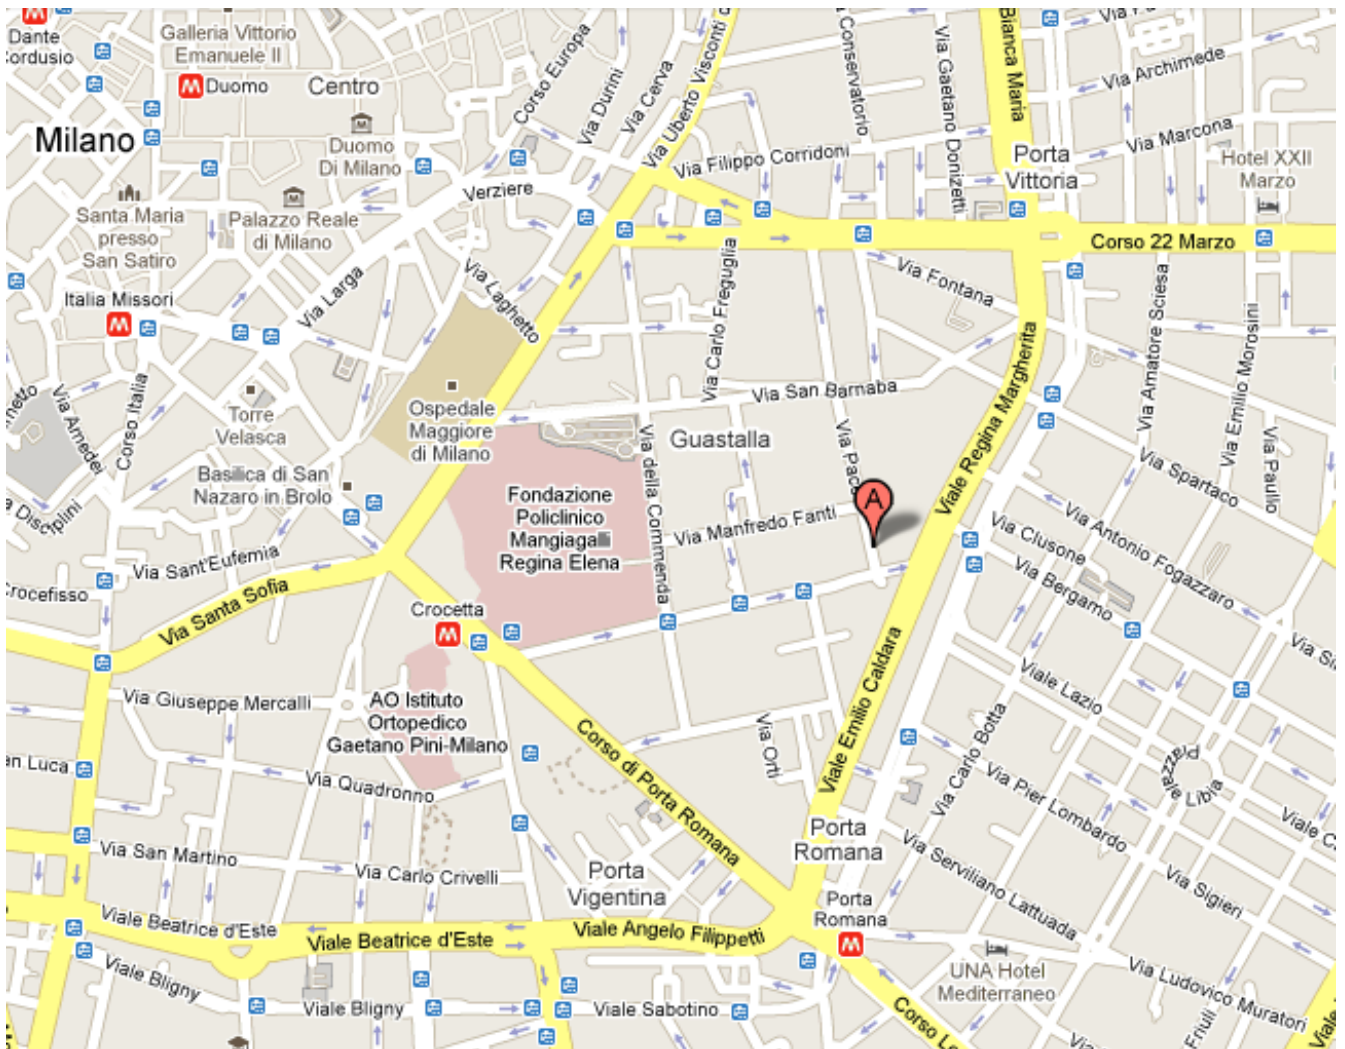 Dante
Cordusio
Galleria Vittorio
Emanuele II
M
Duomo
Centro
Corso Europa
Via Durini
Via Cerva
Via Uberto Visconti d
Conservatorio
Via Gaetano Donizetti
Bianca Maria
Via Archimede
Via Marcona
Milano
Duomo
Di Milano
Via Filippo Corridoni
Porta
Vittoria
Hotel XXII
Marzo
Verziere
Santa Maria
presso
San Satiro
Palazzo Reale
di Milano
Corso 22 Marzo
Via Larga
Via Laghetto
Via Carlo Freguglia
Via Fontana
Via Amatore Sciesa
Italia Missori
M
Via Emilio Morosini
Viale Regina Margherita
Via San Barnaba
Via Amedei
Corso Italia
Torre
Velasca
Ospedale
Maggiore
di Milano
Guastalla
Via della Commenda
Via Paulio
Via Spartaco
Basilica di San
Nazaro in Brolo
Fondazione
Policlinico
Mangiagalli
Regina Elena
Via Manfredo Fanti
A
Via Clusone
Via Antonio Fogazzaro
Via Bergamo
Via Sant'Eufemia
Crocefisso
Via Santa Sofia
Crocetta
M
Viale Emilio Caldara
Viale Lazio
Via Giuseppe Mercalli
AO Istituto
Ortopedico
Gaetano Pini-Milano
Corso di Porta Romana
Via Orti
Via Carlo Botta
Piazzale Libia
an Luca
Via Quadronno
Via Pier Lombardo
Porta
Romana
Via San Martino
Via Carlo Crivelli
Porta
Vigentina
Via Serviliano Lattuada
Via Sigieri
Viale Beatrice d'Este
Viale Beatrice d'Este
Viale Angelo Filippetti
Porta
Romana
M
UNA Hotel
Mediterraneo
Via Ludovico Muratori
Viale Bligny
Viale Bligny
Viale Sabotino
Corso L
Friuli
Viale